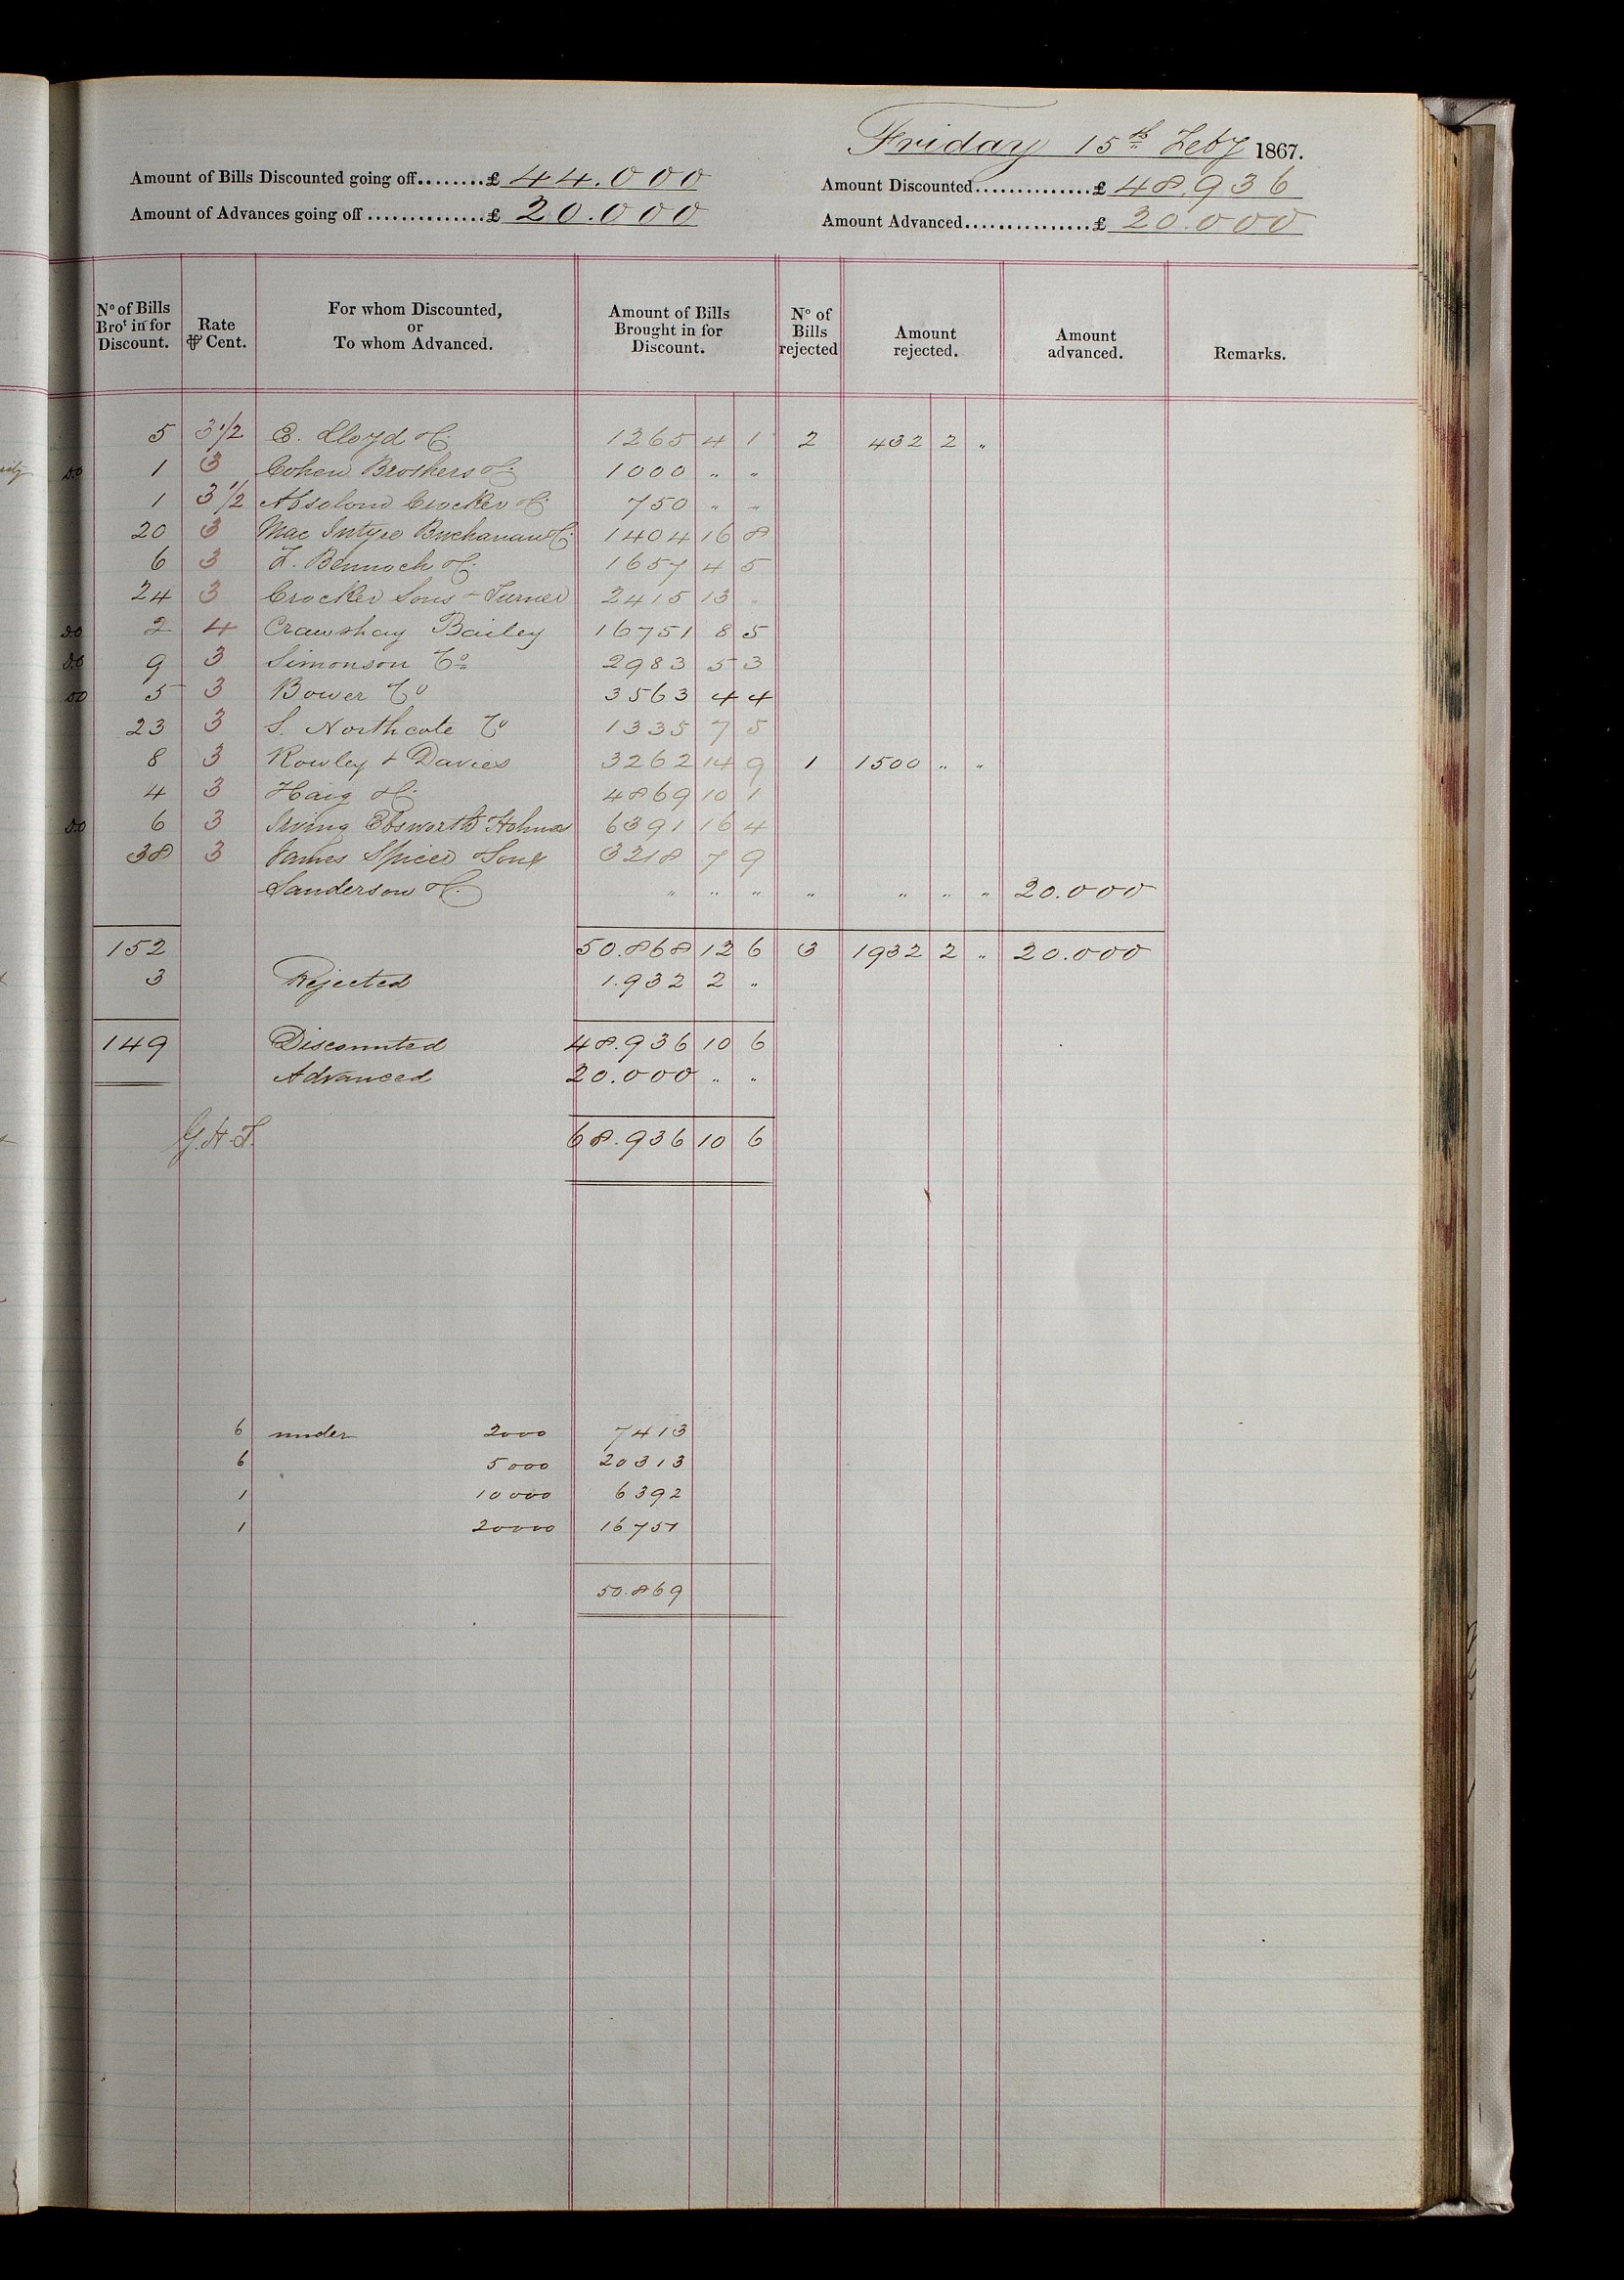 Friday 15th Feby 1867.
Amount of Bills Discounted going off........£ 44.000 Amount Discounted...............£ 48.936
Amount of Advances going off...............£ 20.000 Amount Advanced................£ 20.000
No of Bills Brot in for Discount. Rate ⅌ Cent. For whom Discounted, or To whom Advanced. Amount of Bills Brought in for Discount. No of Bills rejected Amount rejected. Amount advanced. Remarks.
5 3 1/2 E. Lloyd & C. 1265 4 1 2 432 2 "
Do 1 3 Cohen Brothers & C. 1000 " "
1 3 1/2 Absolom Crocker & C. 750 " "
20 3 Mac Intyre Buchanan & C. 1404 16 8
6 3 F. Bennoch & C. 1657 4 5
24 3 Crocker Sons & Turner 2415 13 "
Do 2 4 Crawshay Bailey 16751 8 5
Do 9 3 Simonson Co 2983 5 3
Do 5 3 Bower Co 3563 4 4
23 3 S. Northcote Co 1335 7 5
8 3 Rowley & Davies 3262 14 9 1 1500 " "
4 3 Haig & C. 4869 10 1
Do 6 3 Irving Ebsworth & Holmes 6391 16 4
38 3 James Spicer & Sons 3218 7 9
Sanderson & C. " " " " " " " 20.000
152 50.868 12 6 3 1932 2 " 20.000
3 Rejected 1.932 2 "
149 Discounted 48.936 10 6
Advanced 20.000 " "
G.H.T. 68.936 10 6
6 under 2000 7413
6 5000 20313
1 10000 6392
1 20000 16751
50.869